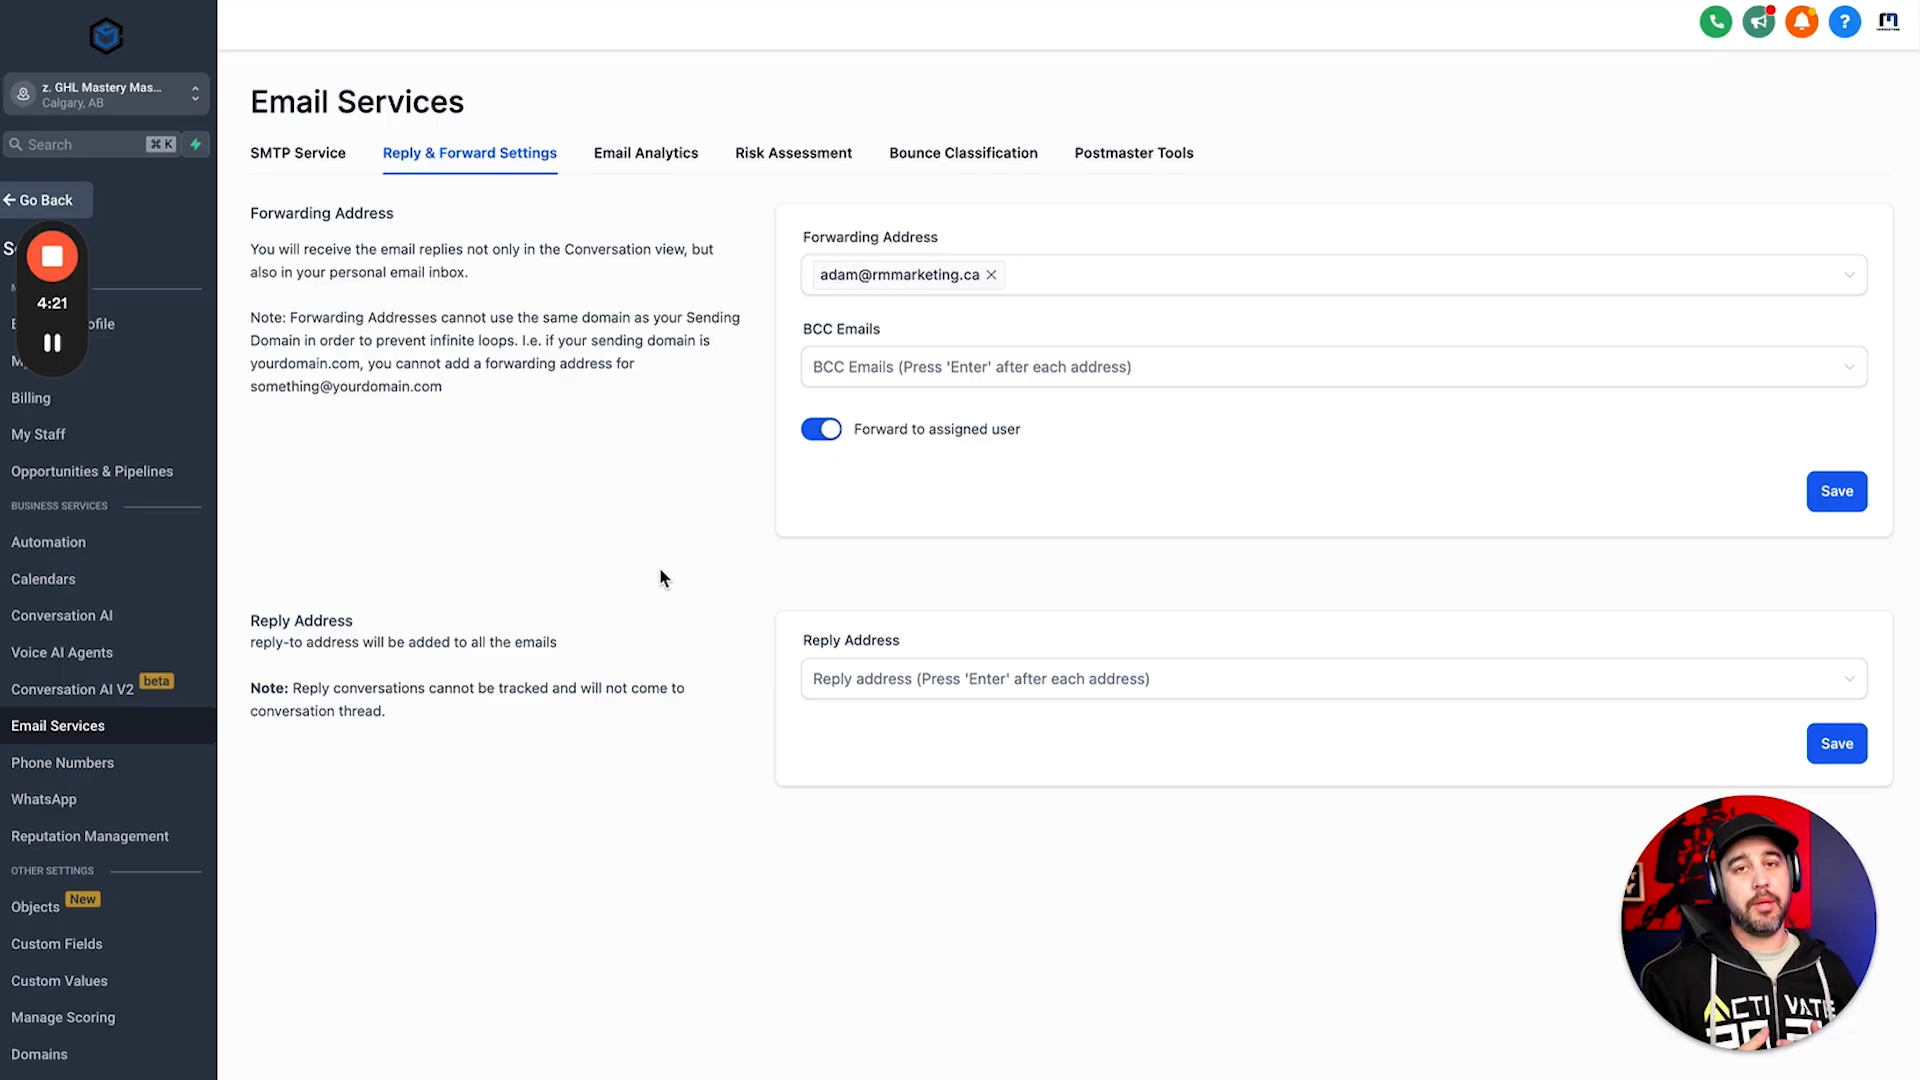 z. GHL Mastery Mas...
Calgary, AB
Search
⌘ K
Go Back
4:21
ofile
Billing
My Staff
Opportunities & Pipelines
BUSINESS SERVICES
Automation
Calendars
Conversation AI
Voice AI Agents
Conversation AI V2 beta
Email Services
Phone Numbers
WhatsApp
Reputation Management
OTHER SETTINGS
Objects New
Custom Fields
Custom Values
Manage Scoring
Domains
?
Email Services
SMTP Service
Reply & Forward Settings
Email Analytics
Risk Assessment
Bounce Classification
Postmaster Tools
Forwarding Address
You will receive the email replies not only in the Conversation view, but
also in your personal email inbox.
Note: Forwarding Addresses cannot use the same domain as your Sending
Domain in order to prevent infinite loops. I.e. if your sending domain is
yourdomain.com, you cannot add a forwarding address for
something@yourdomain.com
Forwarding Address
adam@rmmarketing.ca
BCC Emails
BCC Emails (Press 'Enter' after each address)
Forward to assigned user
Save
Reply Address
reply-to address will be added to all the emails
Note: Reply conversations cannot be tracked and will not come to
conversation thread.
Reply Address
Reply address (Press 'Enter' after each address)
Save
ACTIVATE